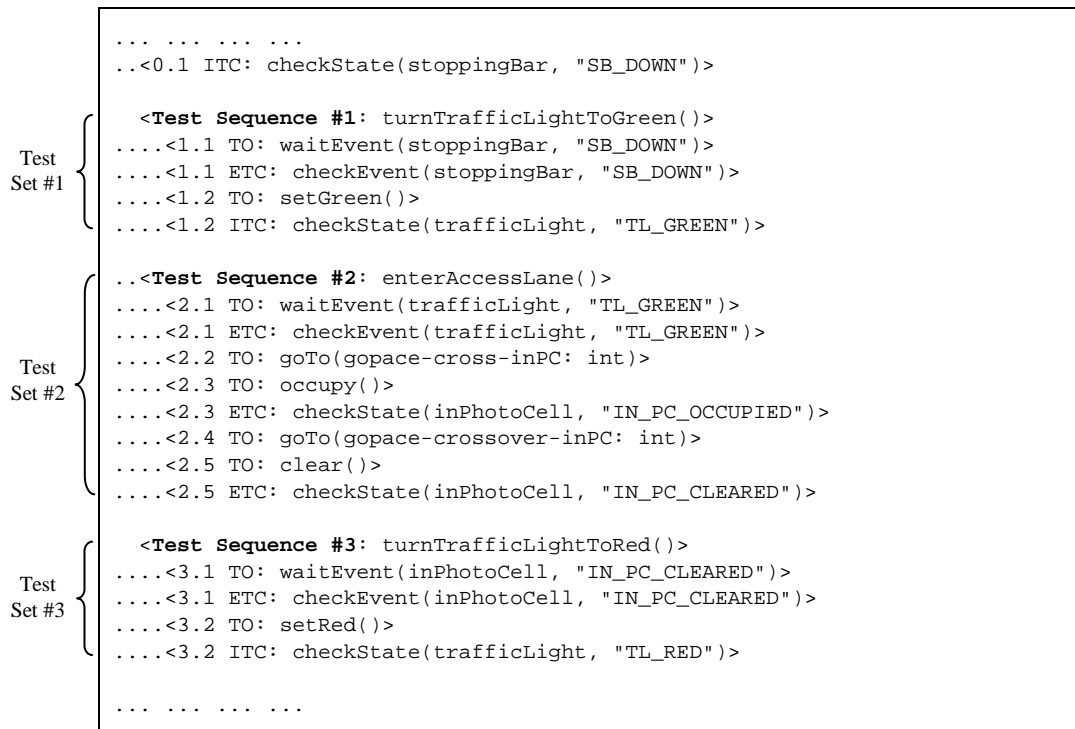 ... ... ... ...
..<0.1 ITC: checkState(stoppingBar, "SB_DOWN")>
Test
Set #1
<Test Sequence #1: turnTrafficLightToGreen()>
....<1.1 TO: waitEvent(stoppingBar, "SB_DOWN")>
....<1.1 ETC: checkEvent(stoppingBar, "SB_DOWN")>
....<1.2 TO: setGreen()>
....<1.2 ITC: checkState(trafficLight, "TL_GREEN")>
Test
Set #2
..<Test Sequence #2: enterAccessLane()>
....<2.1 TO: waitEvent(trafficLight, "TL_GREEN")>
....<2.1 ETC: checkEvent(trafficLight, "TL_GREEN")>
....<2.2 TO: goTo(gopace-cross-inPC: int)>
....<2.3 TO: occupy()>
....<2.3 ETC: checkState(inPhotoCell, "IN_PC_OCCUPIED")>
....<2.4 TO: goTo(gopace-crossover-inPC: int)>
....<2.5 TO: clear()>
....<2.5 ETC: checkState(inPhotoCell, "IN_PC_CLEARED")>
Test
Set #3
<Test Sequence #3: turnTrafficLightToRed()>
....<3.1 TO: waitEvent(inPhotoCell, "IN_PC_CLEARED")>
....<3.1 ETC: checkEvent(inPhotoCell, "IN_PC_CLEARED")>
....<3.2 TO: setRed()>
....<3.2 ITC: checkState(trafficLight, "TL_RED")>
... ... ... ...